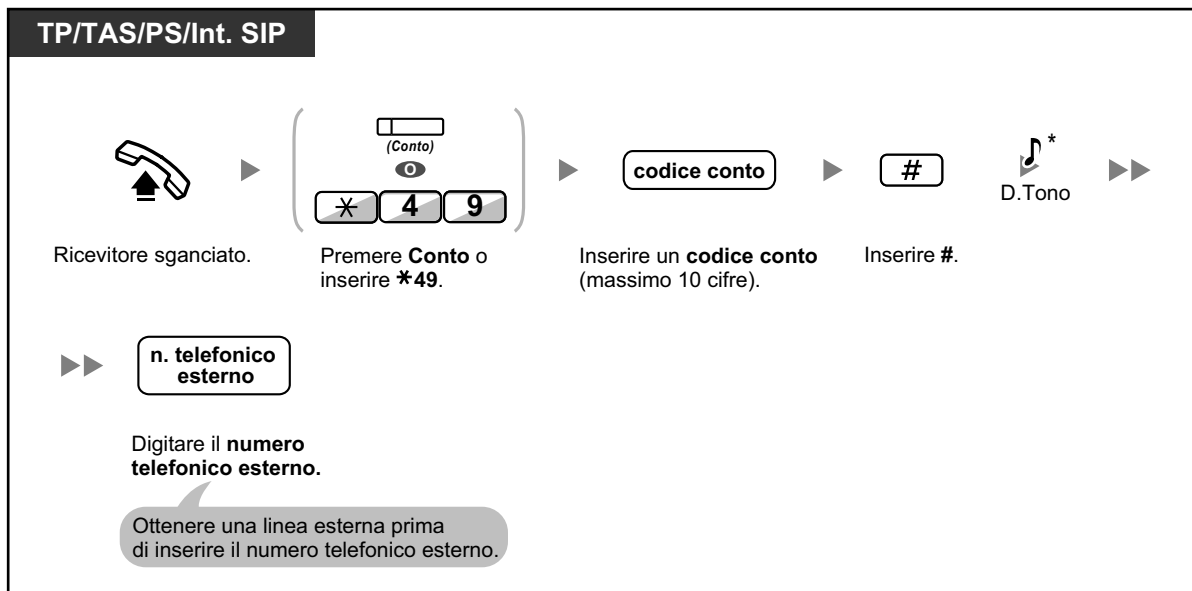 TP/TAS/PS/Int. SIP
(Conto)
O
* 4 9
codice conto
#
*
D.Tono
Ricevitore sganciato.
Premere Conto o
inserire *49.
Inserire un codice conto
(massimo 10 cifre).
Inserire #.
n. telefonico
esterno
Digitare il numero
telefonico esterno.
Ottenere una linea esterna prima
di inserire il numero telefonico esterno.